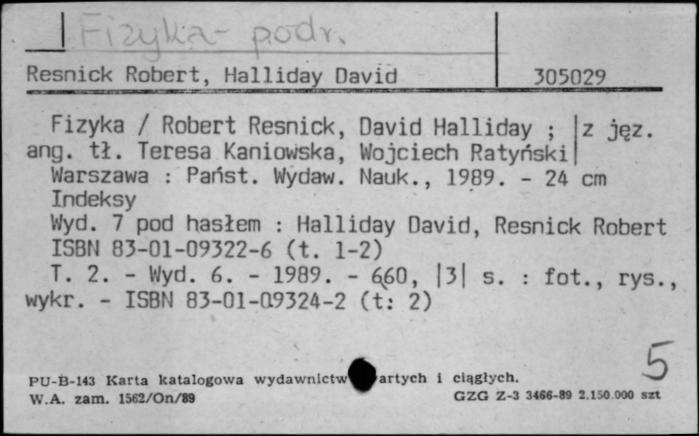 Fizyka - podr.
Resnick Robert, Halliday David 305029
Fizyka / Robert Resnick, David Halliday ; |z jęz.
ang. tł. Teresa Kaniowska, Wojciech Ratyński|
Warszawa : Państ. Wydaw. Nauk., 1989. - 24 cm
Indeksy
Wyd. 7 pod hasłem : Halliday David, Resnick Robert
ISBN 83-01-09322-6 (t. 1-2)
T. 2. - Wyd. 6. - 1989. - 660, |3| s. : fot., rys.,
wykr. - ISBN 83-01-09324-2 (t: 2)
5
PU-B-143 Karta katalogowa wydawnictw artych i ciągłych.
W.A. zam. 1562/On/89 GZG Z-3 3466-89 2.150.000 szt